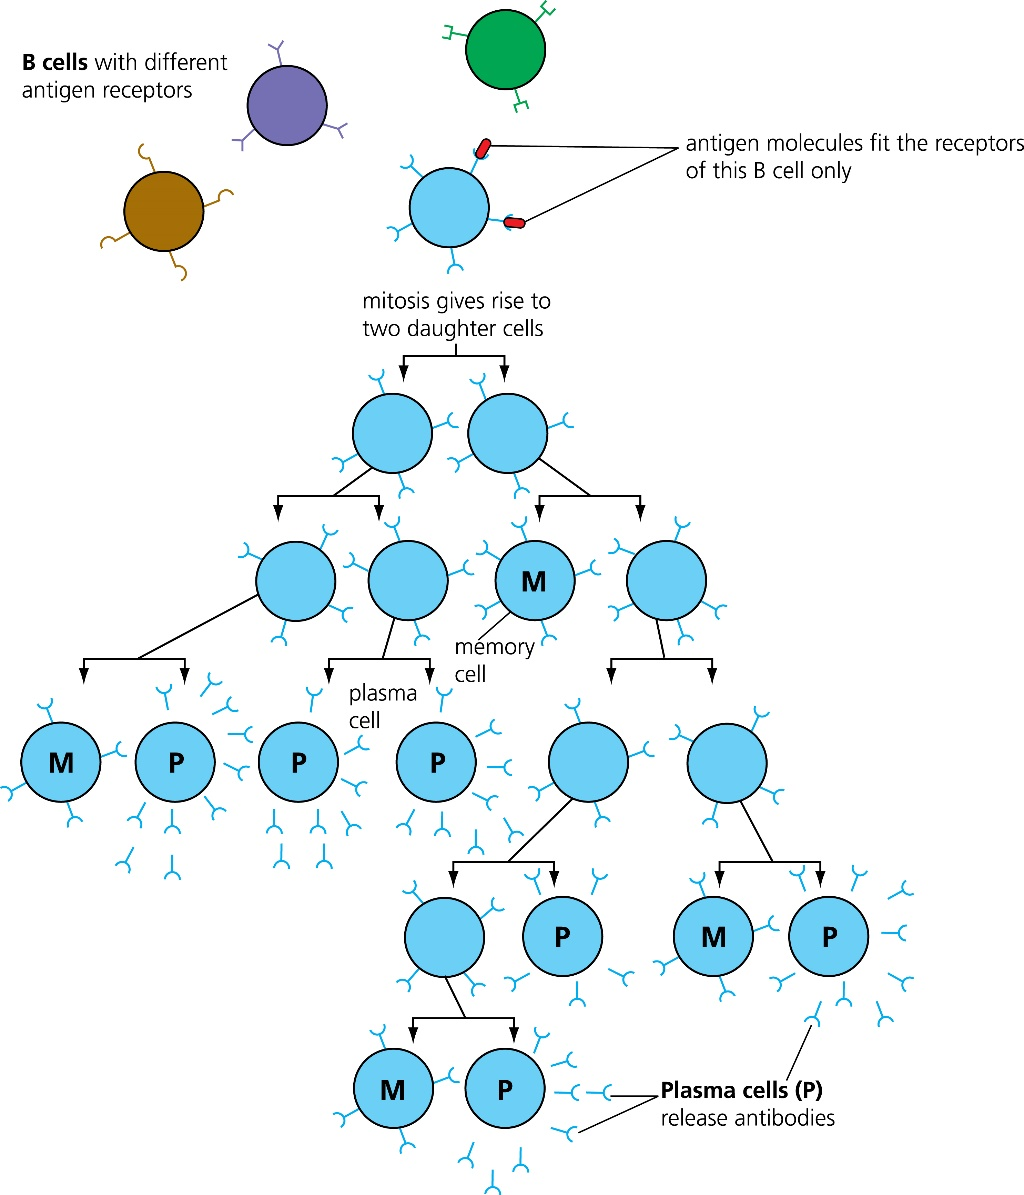 B cells with different
antigen receptors
antigen molecules fit the receptors
of this B cell only
mitosis gives rise to
two daughter cells
M
memory
cell
plasma
cell
M
P
P
P
P
M
P
M
P
Plasma cells (P)
release antibodies